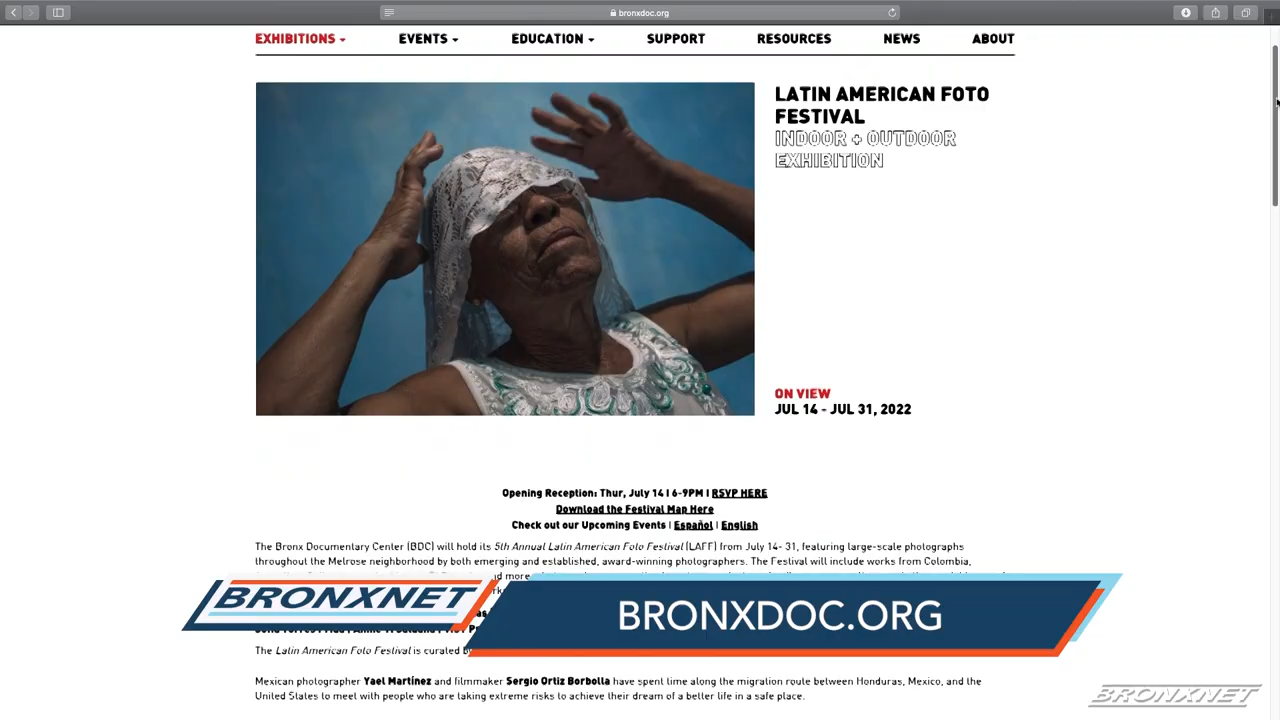 bronxdoc.org
EXHIBITIONS EVENTS EDUCATION SUPPORT RESOURCES NEWS ABOUT
LATIN AMERICAN FOTO
FESTIVAL
INDOOR + OUTDOOR
EXHIBITION
ON VIEW
JUL 14 - JUL 31, 2022
Opening Reception: Thur, July 14 | 6-9PM | RSVP HERE
Download the Festival Map Here
Check out our Upcoming Events | Español | English
The Bronx Documentary Center (BDC) will hold its 5th Annual Latin American Foto Festival (LAFF) from July 14- 31, featuring large-scale photographs
throughout the Melrose neighborhood by both emerging and established, award-winning photographers. The Festival will include works from Colombia,
BRONXNET
BRONXDOC.ORG
The Latin American Foto Festival is curated
Mexican photographer Yael Martínez and filmmaker Sergio Ortiz Borbolla have spent time along the migration route between Honduras, Mexico, and the
United States to meet with people who are taking extreme risks to achieve their dream of a better life in a safe place.
BRONXNET